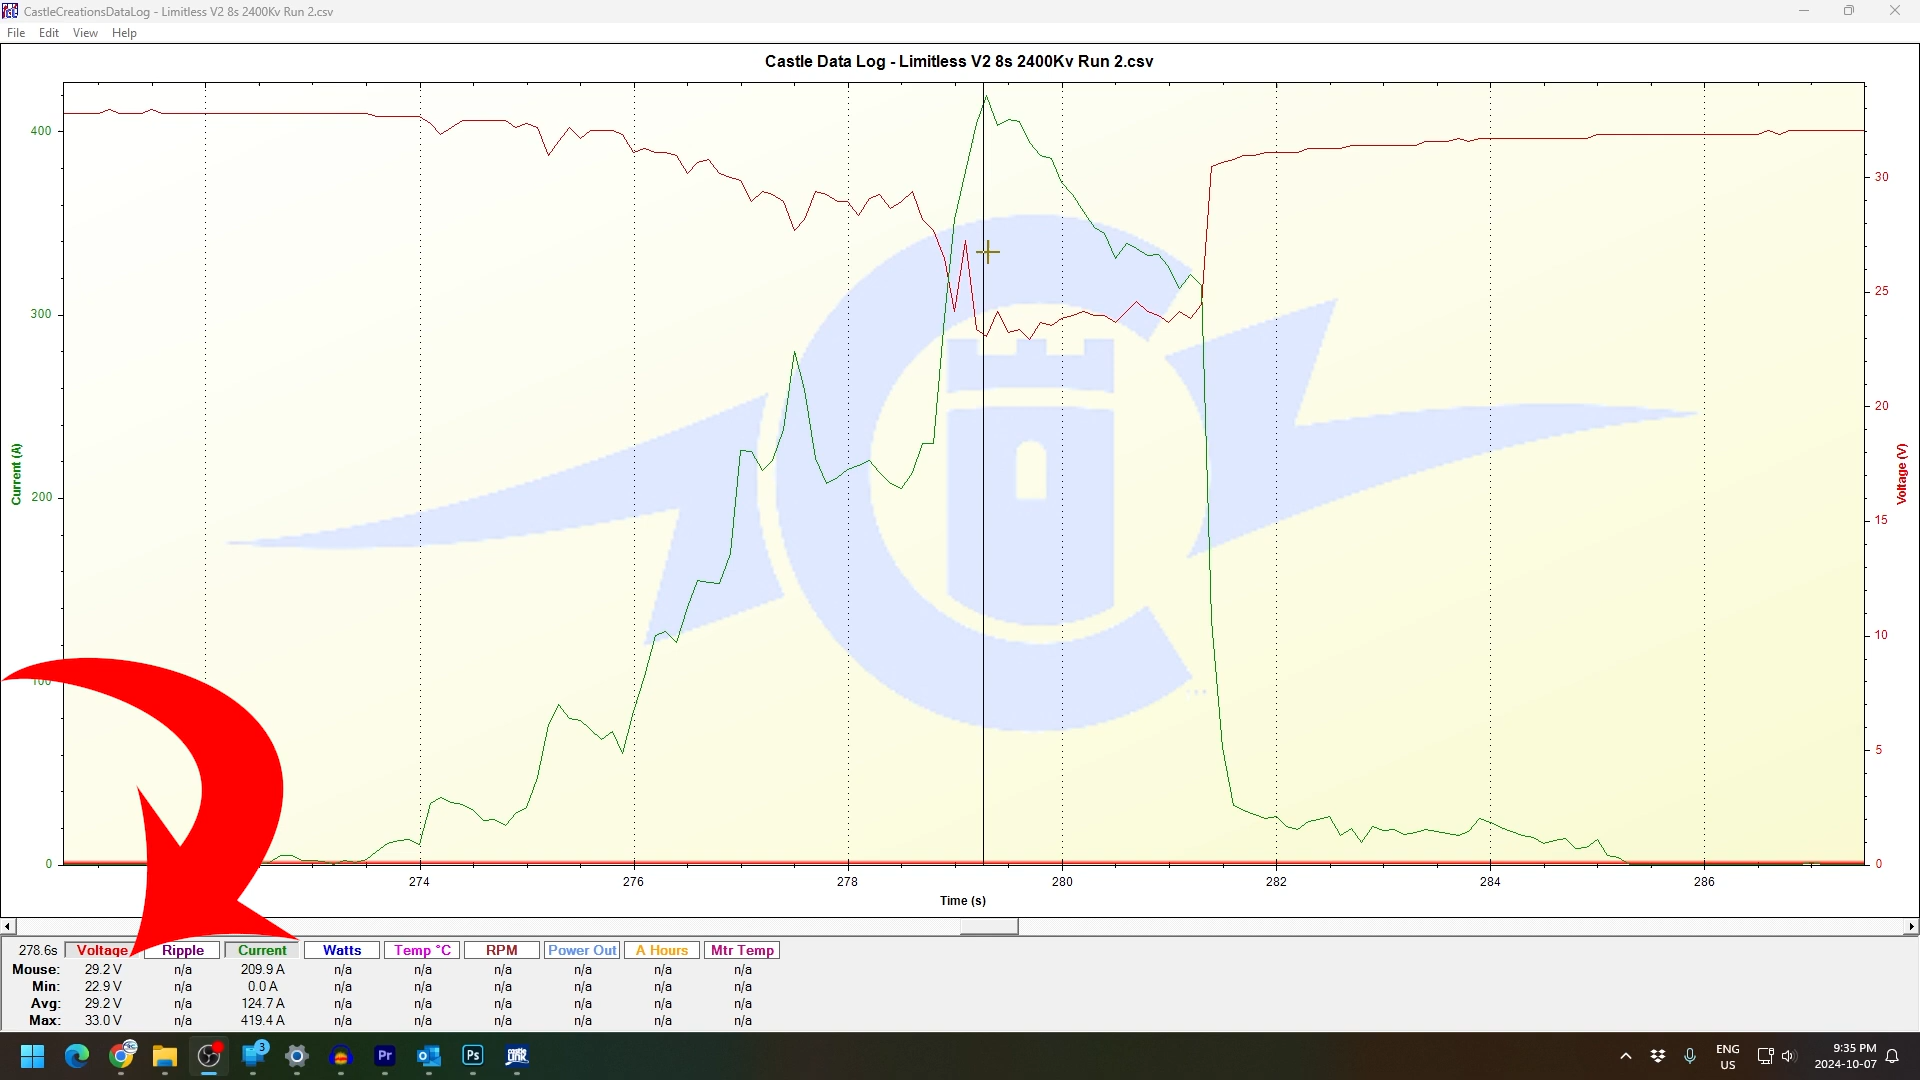 CastleCreationsDataLog - Limitless V2 8s 2400Kv Run 2.csv
File Edit View Help
Castle Data Log - Limitless V2 8s 2400Kv Run 2.csv
400
300
200
0
Current (A)
30
25
20
15
10
5
0
Voltage (V)
274 276 278 280 282 284 286
Time (s)
278.6s Voltage Ripple Current Watts Temp °C RPM Power Out A Hours Mtr Temp
Mouse: 29.2 V n/a 209.9 A n/a n/a n/a n/a n/a n/a
Min: 22.9 V n/a 0.0 A n/a n/a n/a n/a n/a n/a
Avg: 29.2 V n/a 124.7 A n/a n/a n/a n/a n/a n/a
Max: 33.0 V n/a 419.4 A n/a n/a n/a n/a n/a n/a
3
Pr
Ps
LINK
ENG
US
9:35 PM
2024-10-07